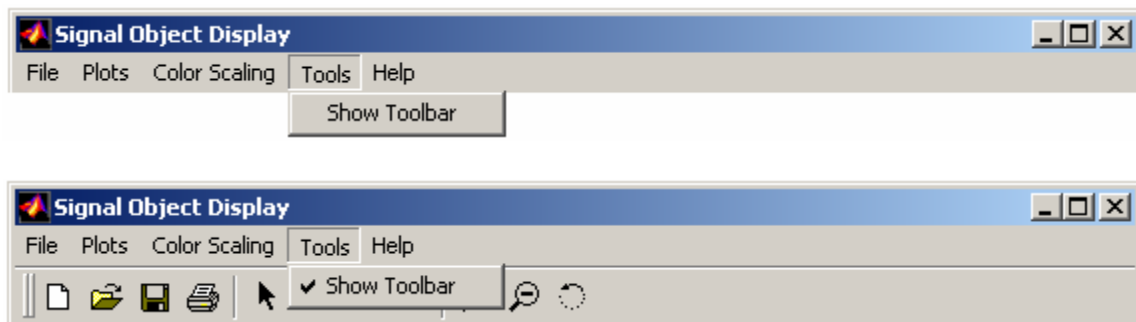 Signal Object Display
File Plots Color Scaling Tools Help
Show Toolbar
Signal Object Display
File Plots Color Scaling Tools Help
Show Toolbar